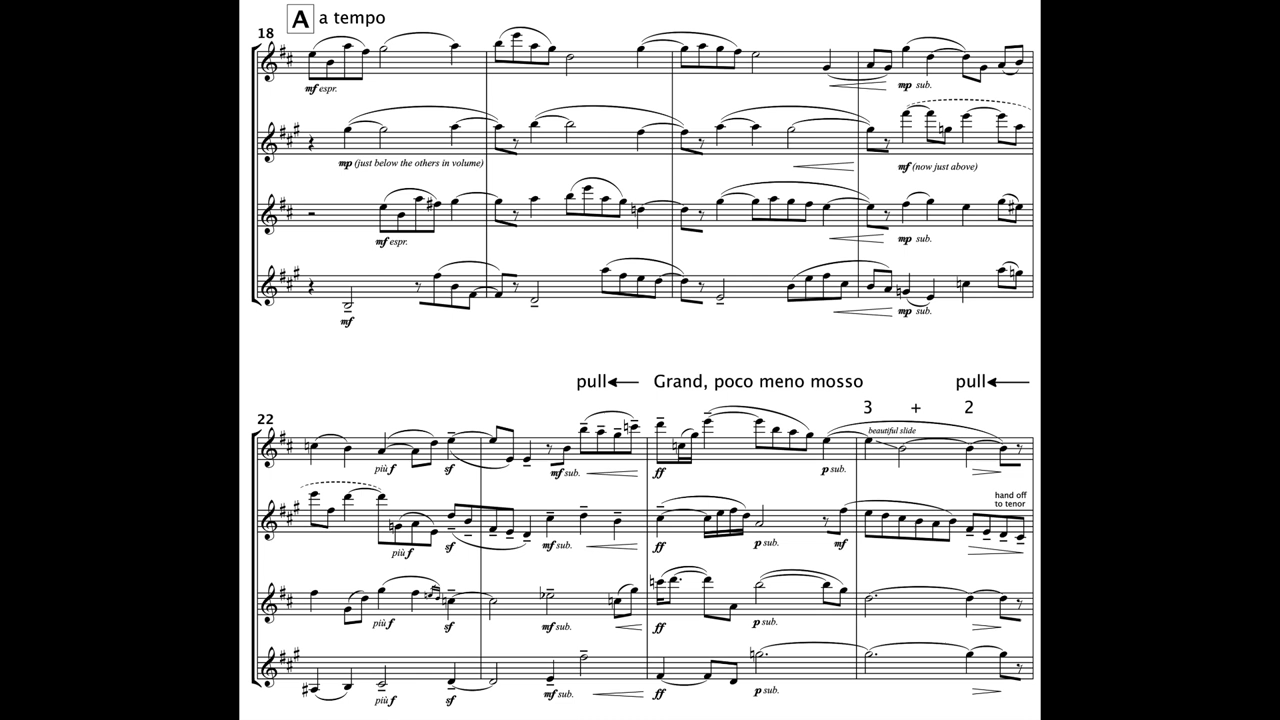 A a tempo
18
mf espr.
mp sub.
mp (just below the others in volume)
mf (now just above)
mf espr.
mp sub.
mf
mp sub.
pull Grand, poco meno mosso pull
22
3 + 2
beautiful slide
più f sf mf sub. ff p sub.
hand off
to tenor
più f sf mf sub. ff p sub. mf
più f sf mf sub. ff p sub.
più f sf mf sub. ff p sub.